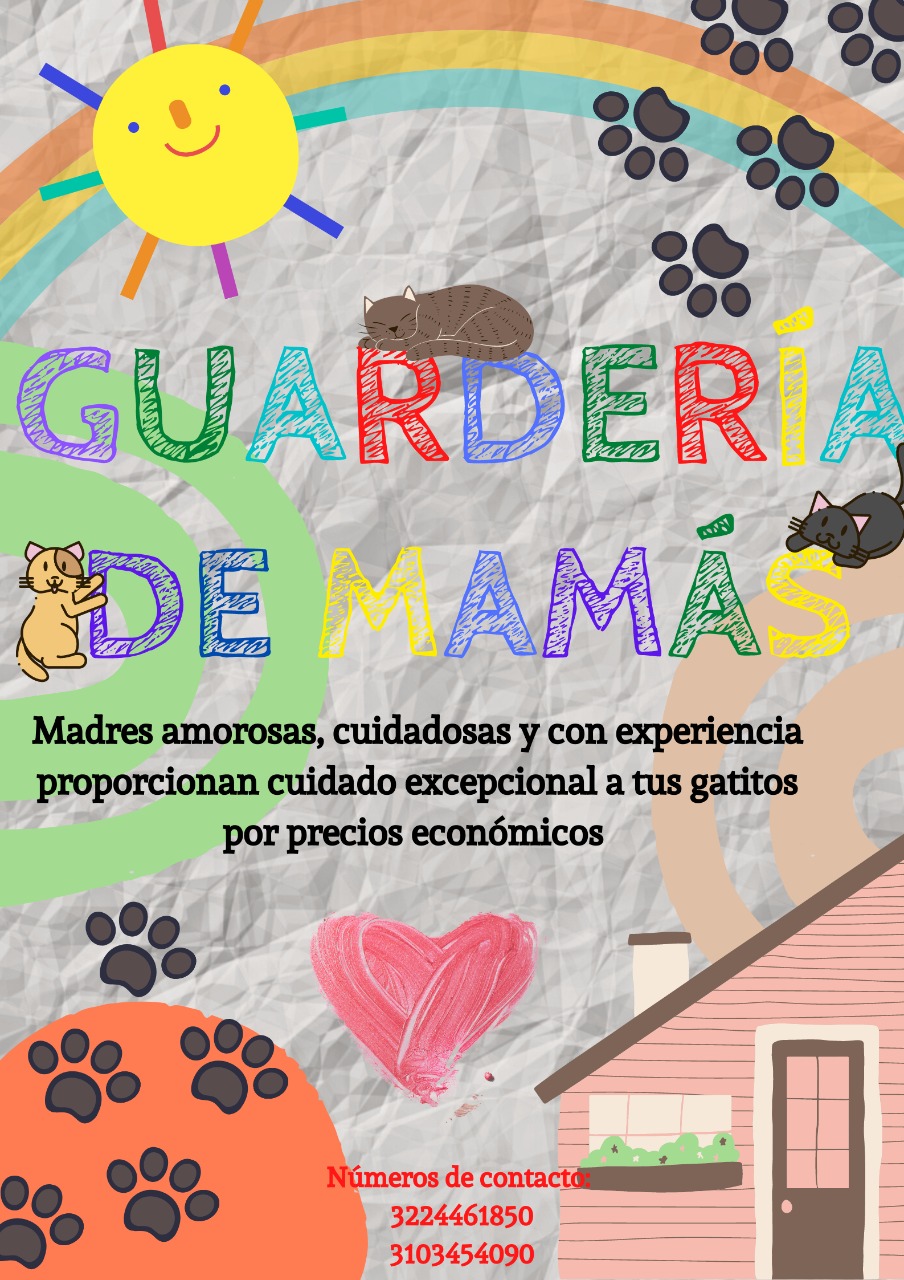 GUARDERÍA
DE MAMÁS
Madres amorosas, cuidadosas y con experiencia
proporcionan cuidado excepcional a tus gatitos
por precios económicos
Números de contacto:
3224461850
3103454090